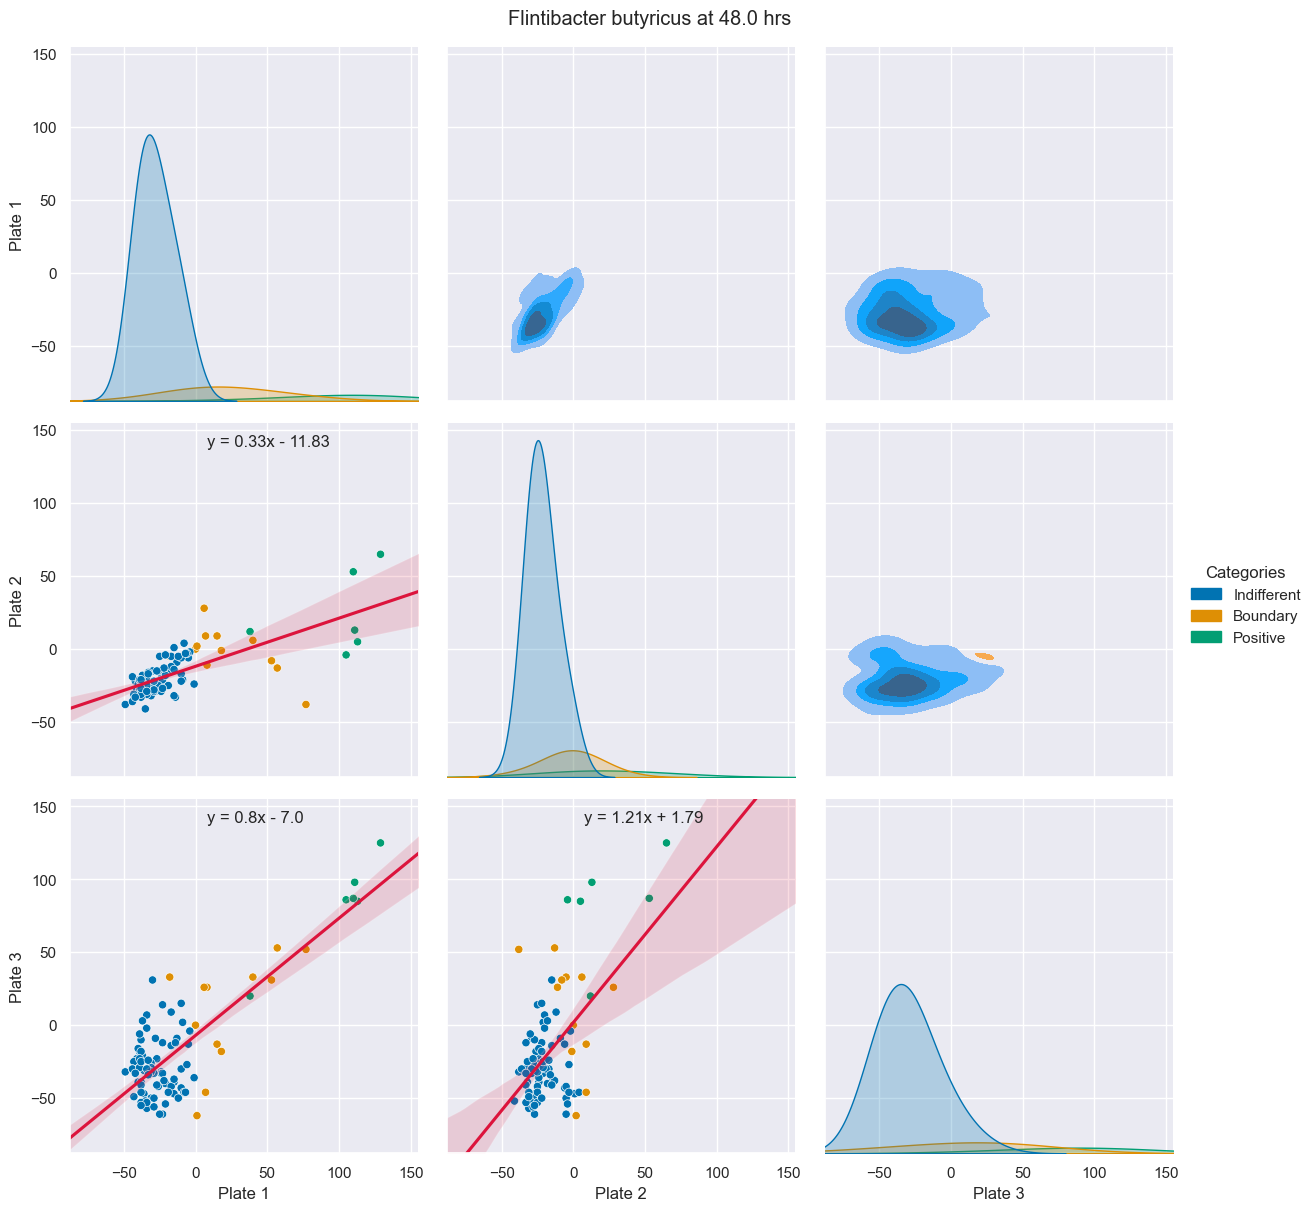 Flintibacter butyricus at 48.0 hrs
150
100
50
0
−50
Plate 1
y = 0.33x - 11.83
150
100
50
0
−50
Plate 2
Categories
Indifferent
Boundary
Positive
y = 0.8x - 7.0
y = 1.21x + 1.79
150
100
50
0
−50
Plate 3
−50 0 50 100 150
−50 0 50 100 150
−50 0 50 100 150
Plate 1
Plate 2
Plate 3